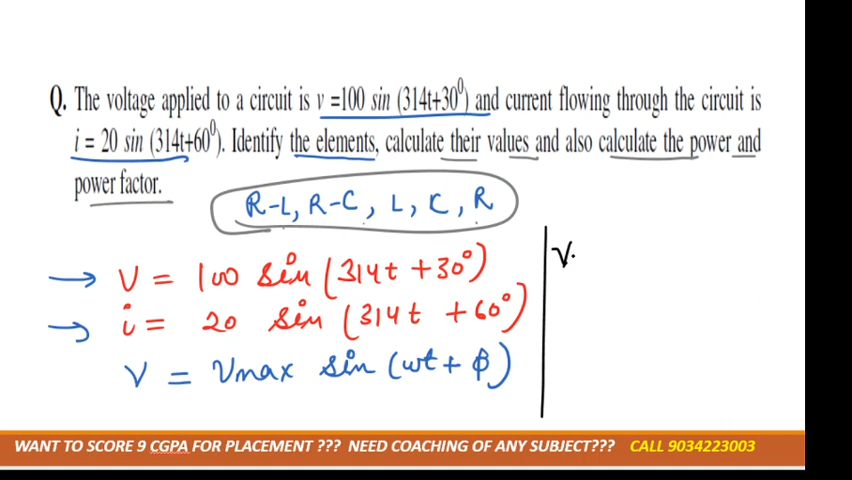 Q. The voltage applied to a circuit is v =100 sin (314t+30⁰) and current flowing through the circuit is
i = 20 sin (314t+60⁰). Identify the elements, calculate their values and also calculate the power and
power factor.
R-L, R-C, L, C, R
→ V = 100 sin (314t +30°)
→ i = 20 sin (314t +60°)
V = Vmax sin (wt + φ)
V.
WANT TO SCORE 9 CGPA FOR PLACEMENT ??? NEED COACHING OF ANY SUBJECT??? CALL 9034223003